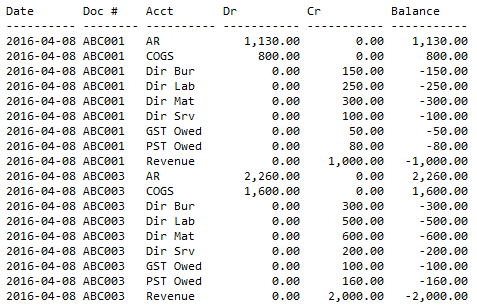 Date Doc # Acct Dr Cr Balance
---------- -------- ---------- ----------- ----------- -----------
2016-04-08 ABC001 AR 1,130.00 0.00 1,130.00
2016-04-08 ABC001 COGS 800.00 0.00 800.00
2016-04-08 ABC001 Dir Bur 0.00 150.00 -150.00
2016-04-08 ABC001 Dir Lab 0.00 250.00 -250.00
2016-04-08 ABC001 Dir Mat 0.00 300.00 -300.00
2016-04-08 ABC001 Dir Srv 0.00 100.00 -100.00
2016-04-08 ABC001 GST Owed 0.00 50.00 -50.00
2016-04-08 ABC001 PST Owed 0.00 80.00 -80.00
2016-04-08 ABC001 Revenue 0.00 1,000.00 -1,000.00
2016-04-08 ABC003 AR 2,260.00 0.00 2,260.00
2016-04-08 ABC003 COGS 1,600.00 0.00 1,600.00
2016-04-08 ABC003 Dir Bur 0.00 300.00 -300.00
2016-04-08 ABC003 Dir Lab 0.00 500.00 -500.00
2016-04-08 ABC003 Dir Mat 0.00 600.00 -600.00
2016-04-08 ABC003 Dir Srv 0.00 200.00 -200.00
2016-04-08 ABC003 GST Owed 0.00 100.00 -100.00
2016-04-08 ABC003 PST Owed 0.00 160.00 -160.00
2016-04-08 ABC003 Revenue 0.00 2,000.00 -2,000.00